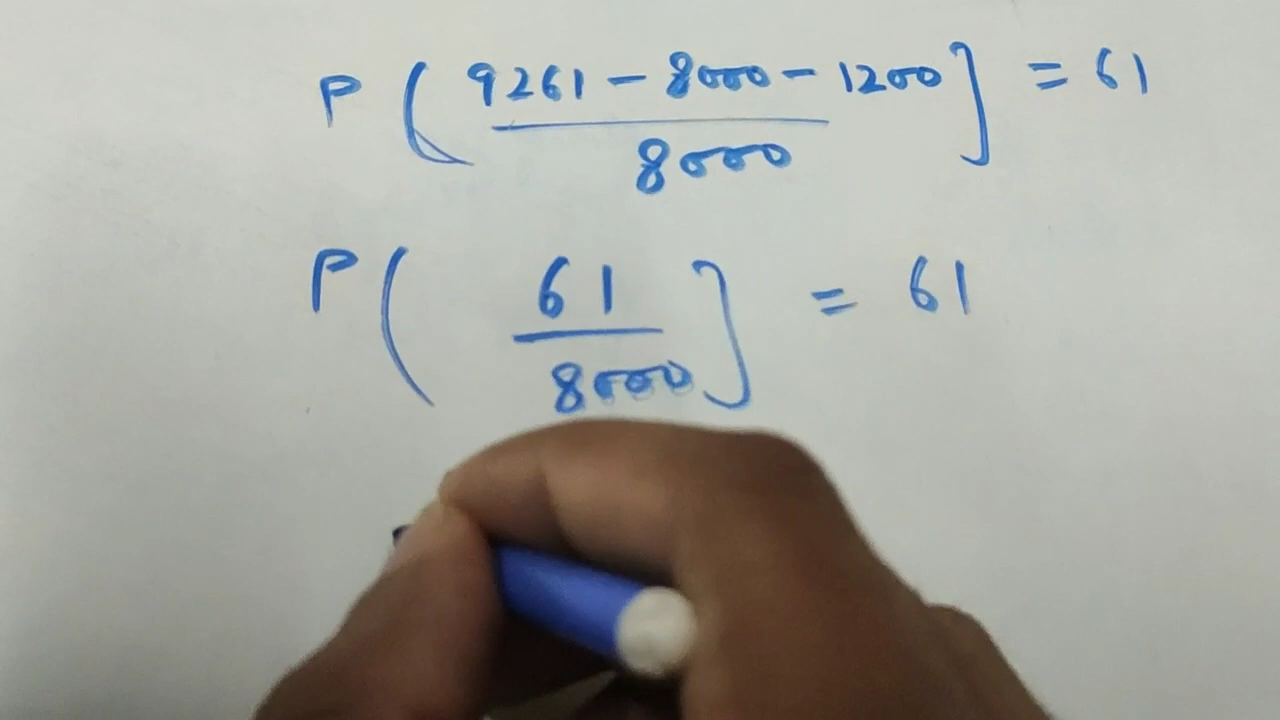 P ( 9261 - 8000 - 1200 / 8000 ] = 61
P ( 61 / 8000 ] = 61